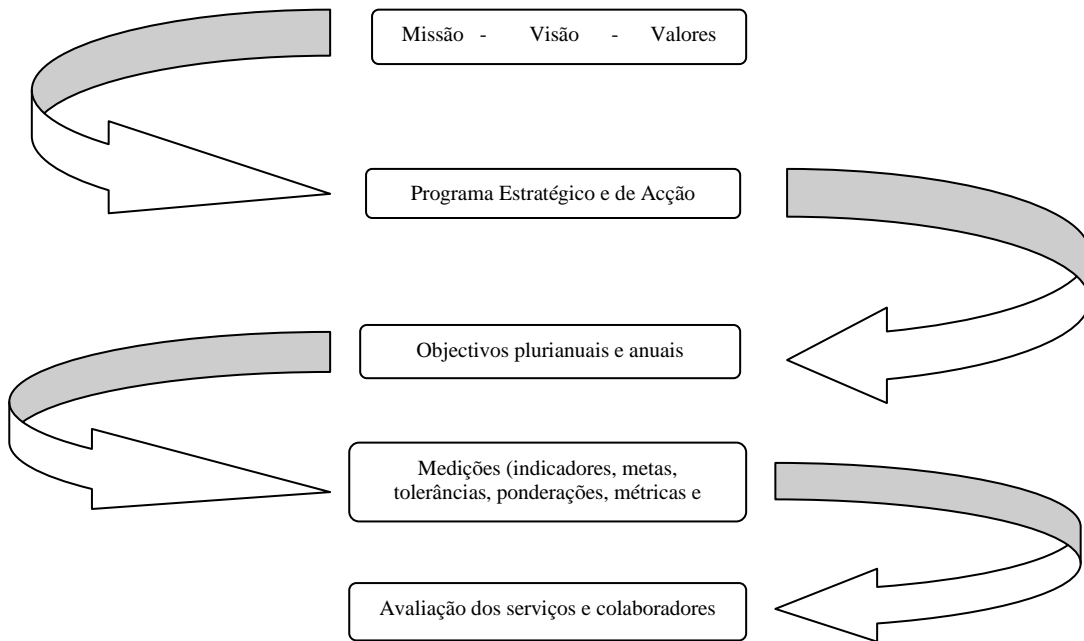 Missão - Visão - Valores
Programa Estratégico e de Acção
Objectivos plurianuais e anuais
Medições (indicadores, metas,
tolerâncias, ponderações, métricas e
Avaliação dos serviços e colaboradores